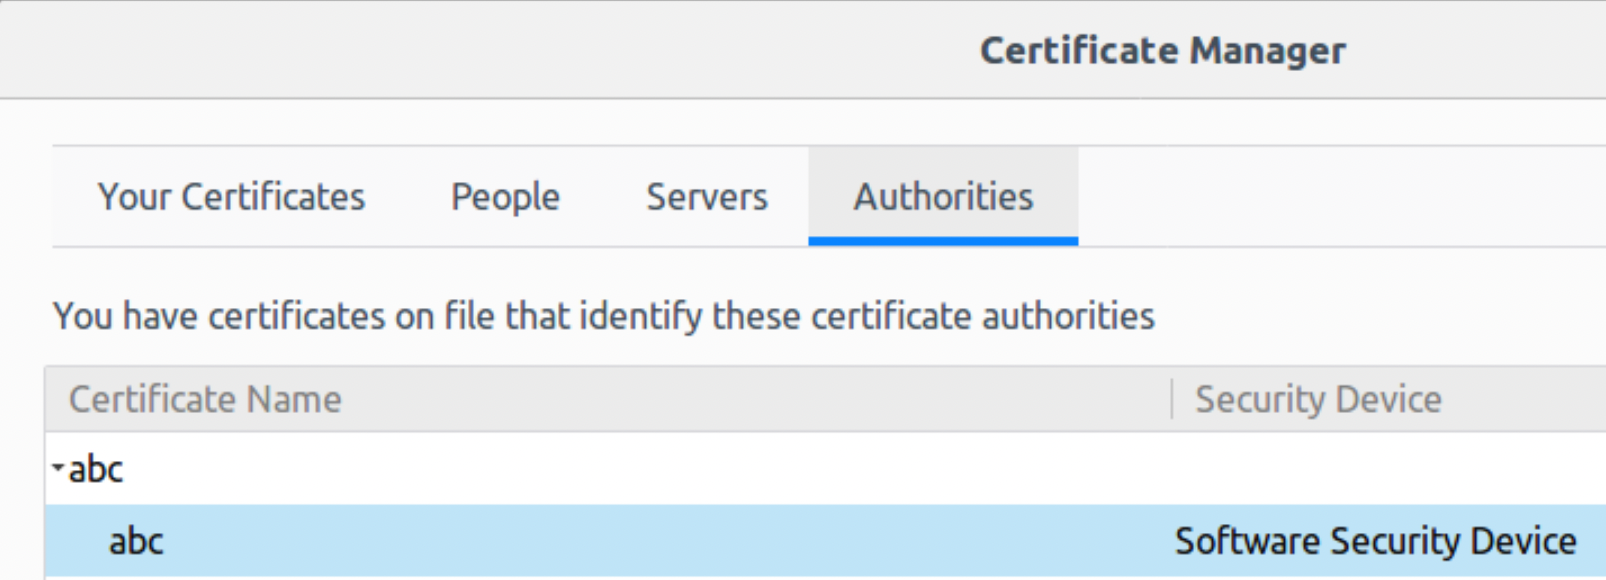 Certificate Manager
Your Certificates People Servers Authorities
You have certificates on file that identify these certificate authorities
Certificate Name Security Device
abc
abc Software Security Device